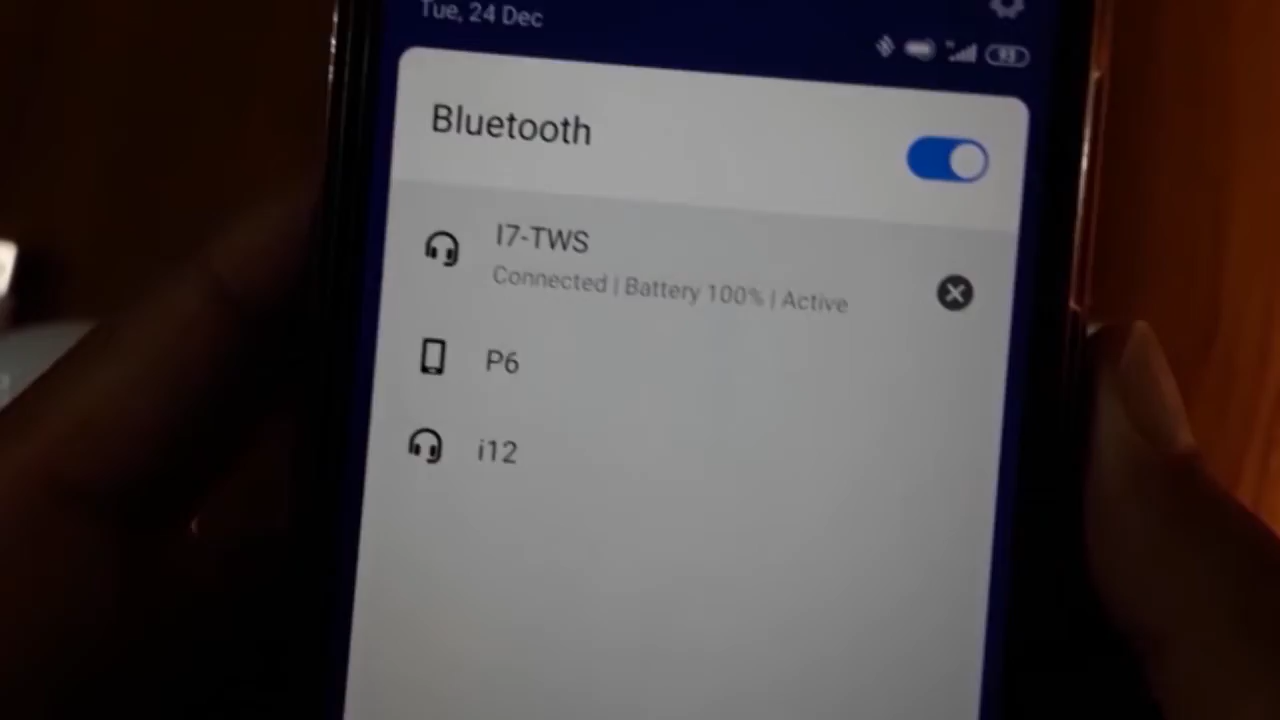 Tue, 24 Dec
Bluetooth
I7-TWS
Connected | Battery 100% | Active
P6
i12